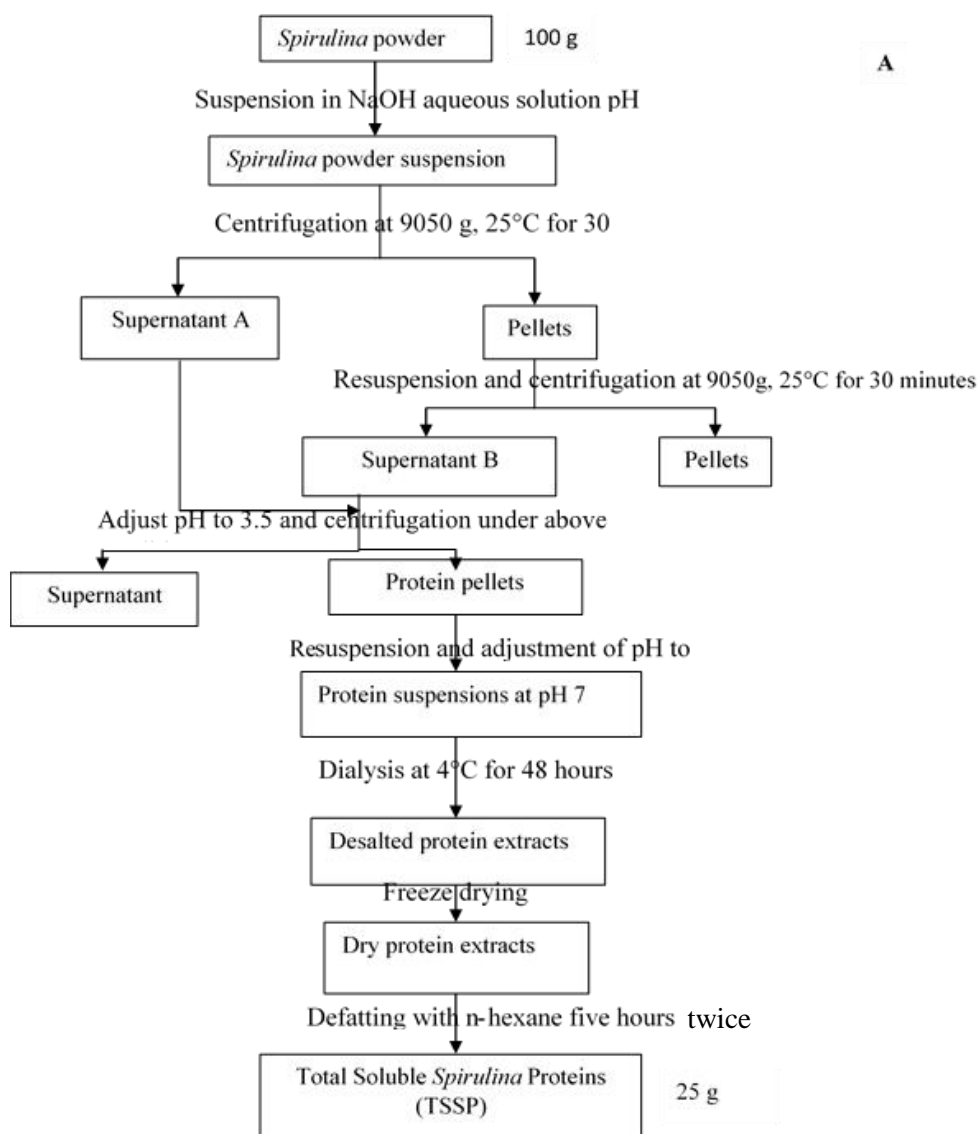 Spirulina powder
100 g
A
Suspension in NaOH aqueous solution pH
Spirulina powder suspension
Centrifugation at 9050 g, 25°C for 30
Supernatant A
Pellets
Resuspension and centrifugation at 9050g, 25°C for 30 minutes
Supernatant B
Pellets
Adjust pH to 3.5 and centrifugation under above
Supernatant
Protein pellets
Resuspension and adjustment of pH to
Protein suspensions at pH 7
Dialysis at 4°C for 48 hours
Desalted protein extracts
Freeze drying
Dry protein extracts
Defatting with n-hexane five hours twice
Total Soluble Spirulina Proteins
(TSSP)
25 g